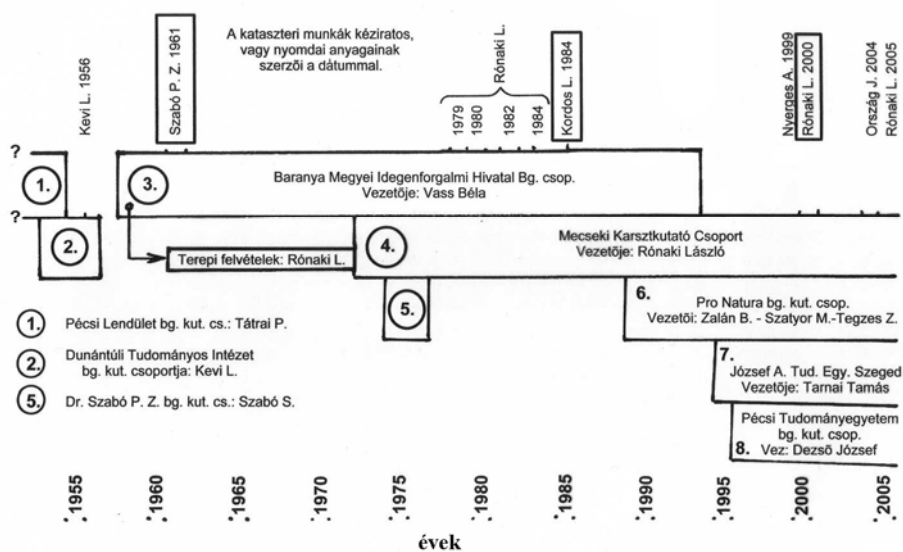 A kataszteri munkák kéziratos,
vagy nyomdai anyagainak
szerzői a dátummal.
Kevi L. 1956
Szabó P. Z. 1961
Rónaki L.
1979
1980
1982
1984
Kordos L. 1984
Nyerges A. 1999
Rónaki L. 2000
Ország J. 2004
Rónaki L. 2005
?
1.
3.
Baranya Megyei Idegenforgalmi Hivatal Bg. csop.
Vezetője: Vass Béla
?
2.
Terepi felvételek: Rónaki L.
4.
Mecseki Karsztkutató Csoport
Vezetője: Rónaki László
5.
6.
Pro Natura bg. kut. csop.
Vezetői: Zalán B. - Szatyor M.-Tegzes Z.
7.
József A. Tud. Egy. Szeged
Vezetője: Tarnai Tamás
Pécsi Tudományegyetem
bg. kut. csop.
8. Vez: Dezső József
1. Pécsi Lendület bg. kut. cs.: Tátrai P.
2. Dunántúli Tudományos Intézet
bg. kut. csoportja: Kevi L.
5. Dr. Szabó P. Z. bg. kut. cs.: Szabó S.
1955
1960
1965
1970
1975
1980
1985
1990
1995
2000
2005
évek